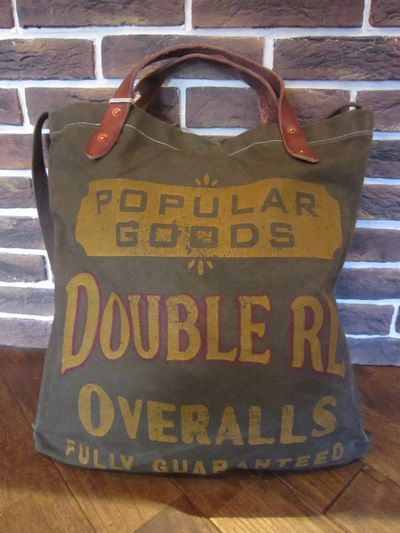 POPULAR
GOODS
DOUBLE RL
OVERALLS
FULLY GUARANTEED